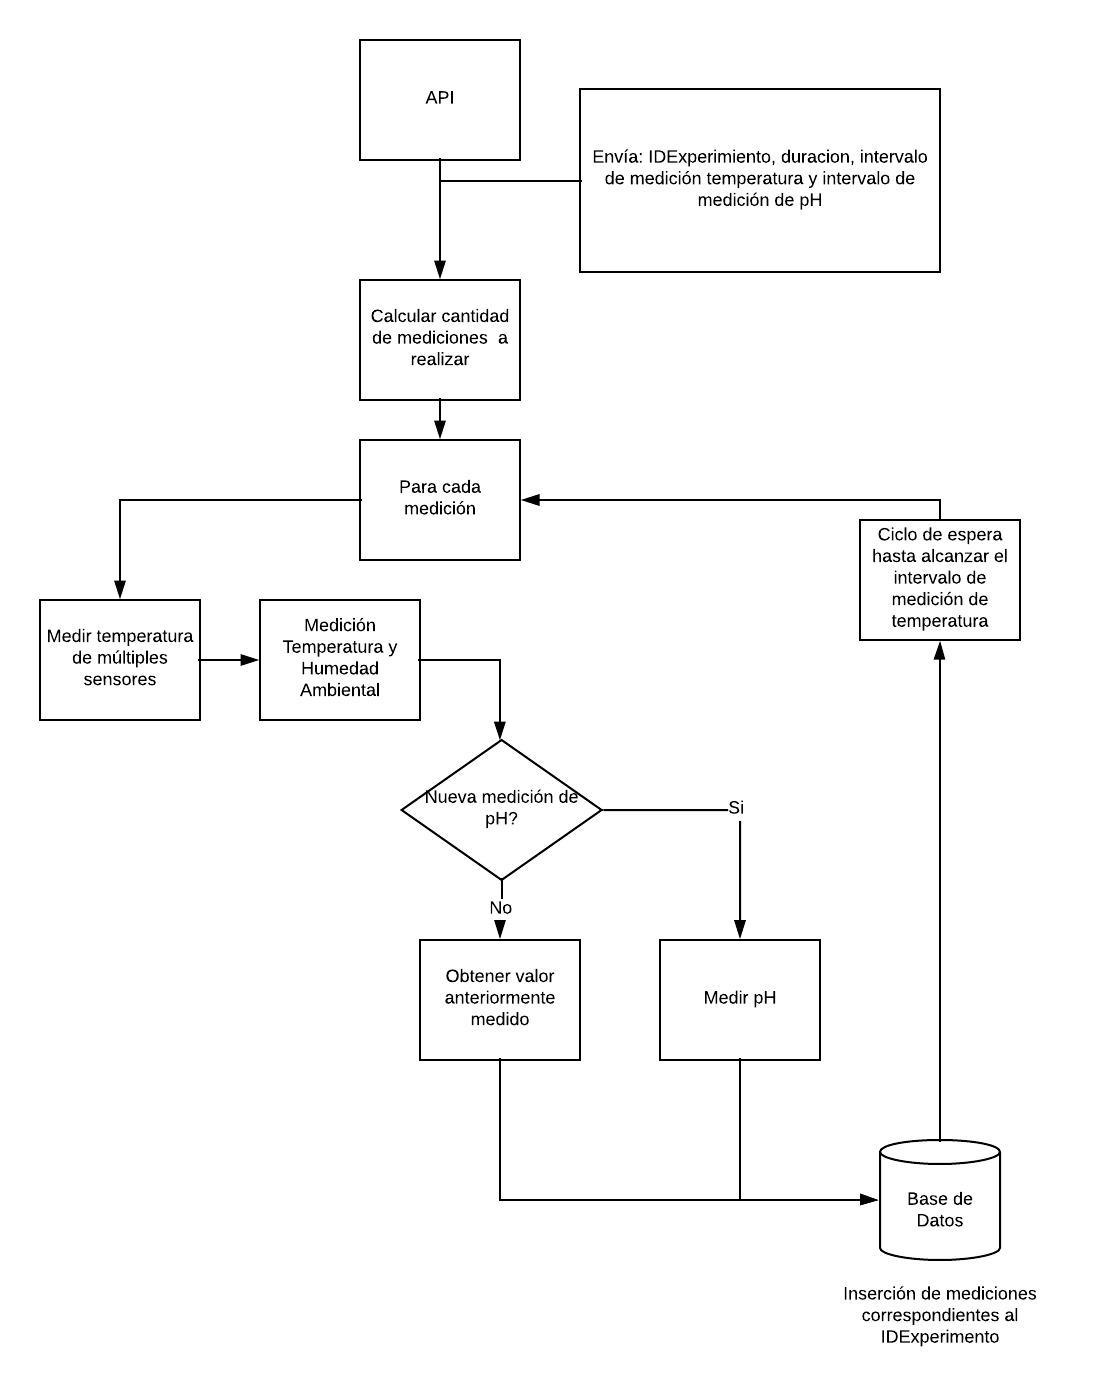 API
Envía: IDExperimiento, duracion, intervalo
de medición temperatura y intervalo de
medición de pH
Calcular cantidad
de mediciones a
realizar
Para cada
medición
Ciclo de espera
hasta alcanzar el
intervalo de
medición de
temperatura
Medir temperatura
de múltiples
sensores
Medición
Temperatura y
Humedad
Ambiental
Nueva medición de
pH?
Si
No
Obtener valor
anteriormente
medido
Medir pH
Base de
Datos
Inserción de mediciones
correspondientes al
IDExperimento